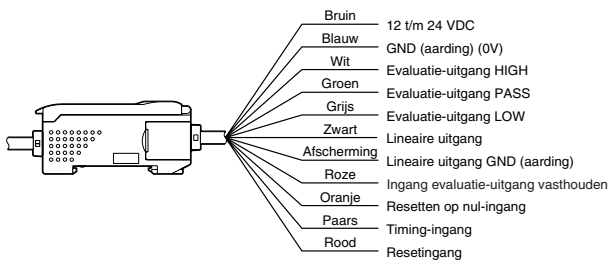 Bruin 12 t/m 24 VDC
Blauw GND (aarding) (0V)
Wit Evaluatie-uitgang HIGH
Groen Evaluatie-uitgang PASS
Grijs Evaluatie-uitgang LOW
Zwart Lineaire uitgang
Afscherming Lineaire uitgang GND (aarding)
Roze Ingang evaluatie-uitgang vasthouden
Oranje Resetten op nul-ingang
Paars Timing-ingang
Rood Resetingang